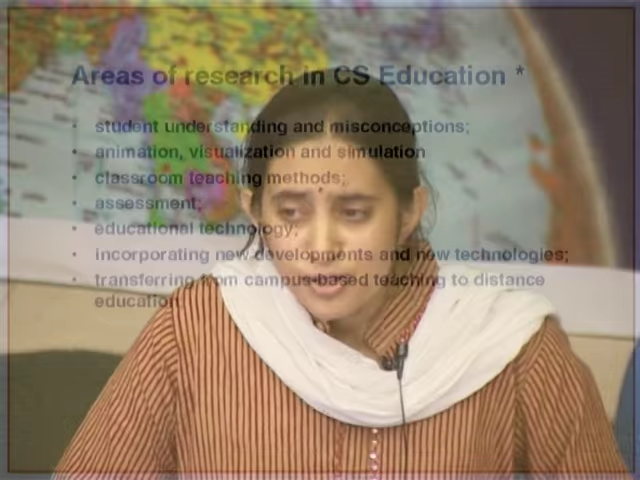 Areas of research in CS Education *
• student understanding and misconceptions;
• animation, visualization and simulation
• classroom teaching methods;
• assessment;
• educational technology;
• incorporating new developments and new technologies;
• transferring from campus-based teaching to distance
education